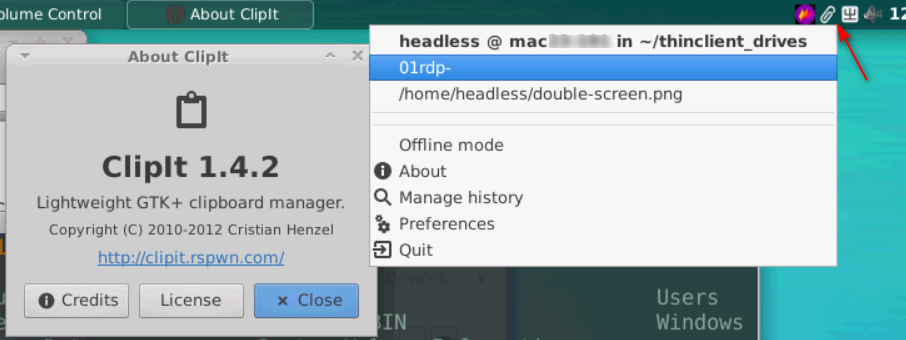 olume Control
About ClipIt
12
About ClipIt
ClipIt 1.4.2
Lightweight GTK+ clipboard manager.
Copyright (C) 2010-2012 Cristian Henzel
http://clipit.rspwn.com/
Credits
License
Close
headless @ mac in ~/thinclient_drives
01rdp-
/home/headless/double-screen.png
Offline mode
About
Manage history
Preferences
Quit
Devices
Users
BIN
Windows